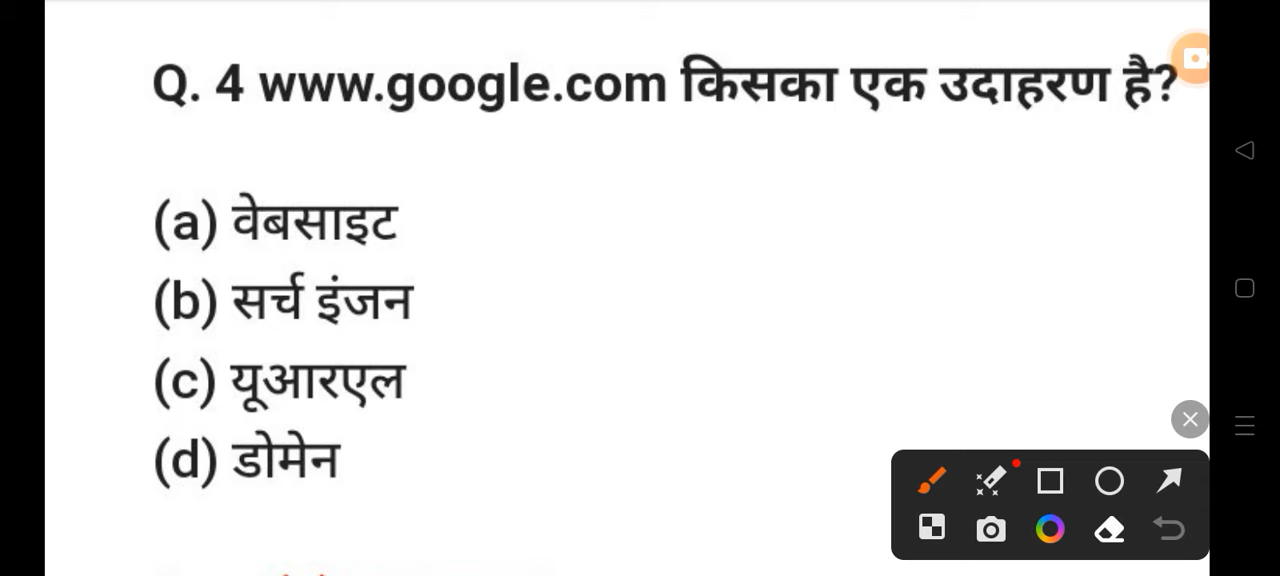 Q. 4 www.google.com किसका एक उदाहरण है?
(a) वेबसाइट
(b) सर्च इंजन
(c) यूआरएल
(d) डोमेन